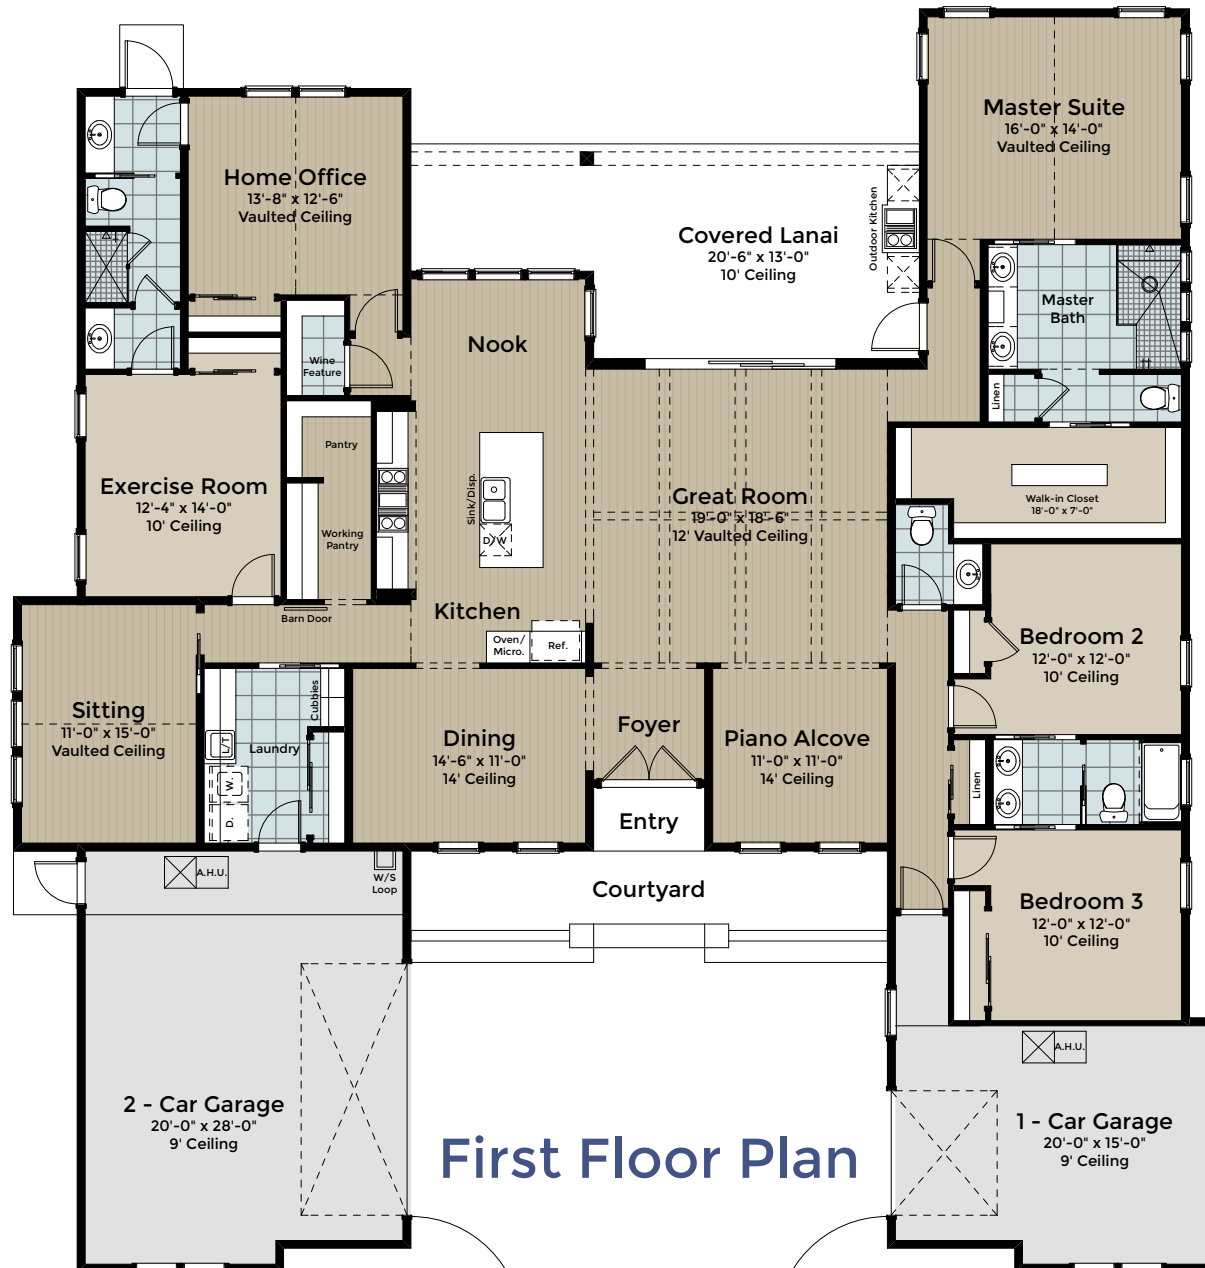 Master Suite
16'-0" x 14'-0"
Vaulted Ceiling
Home Office
13'-8" x 12'-6"
Vaulted Ceiling
Covered Lanai
20'-6" x 13'-0"
10' Ceiling
Outdoor Kitchen
Master
Bath
Linen
Nook
Wine
Feature
Pantry
Working
Pantry
Exercise Room
12'-4" x 14'-0"
10' Ceiling
Sink/Disp.
D/W
Great Room
19'-0" x 18'-6"
12' Vaulted Ceiling
Walk-in Closet
18'-0" x 7'-0"
Kitchen
Barn Door
Oven/
Micro.
Ref.
Bedroom 2
12'-0" x 12'-0"
10' Ceiling
Sitting
11'-0" x 15'-0"
Vaulted Ceiling
Cubbies
L/T
Laundry
W.
D.
Dining
14'-6" x 11'-0"
14' Ceiling
Foyer
Piano Alcove
11'-0" x 11'-0"
14' Ceiling
Linen
Entry
Courtyard
A.H.U.
W/S
Loop
Bedroom 3
12'-0" x 12'-0"
10' Ceiling
A.H.U.
2 - Car Garage
20'-0" x 28'-0"
9' Ceiling
1 - Car Garage
20'-0" x 15'-0"
9' Ceiling
First Floor Plan